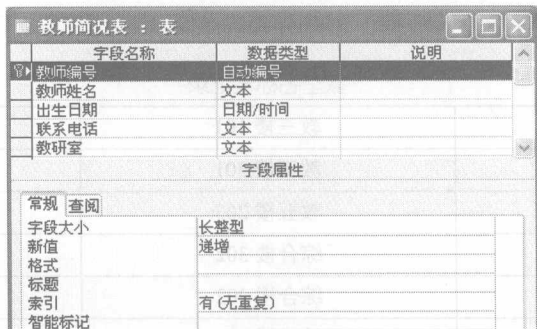 教师简况表 : 表
字段名称 数据类型 说明
教师编号 自动编号
教师姓名 文本
出生日期 日期/时间
联系电话 文本
教研室 文本
字段属性
常规 查阅
字段大小 长整型
新值 递增
格式
标题
索引 有(无重复)
智能标记